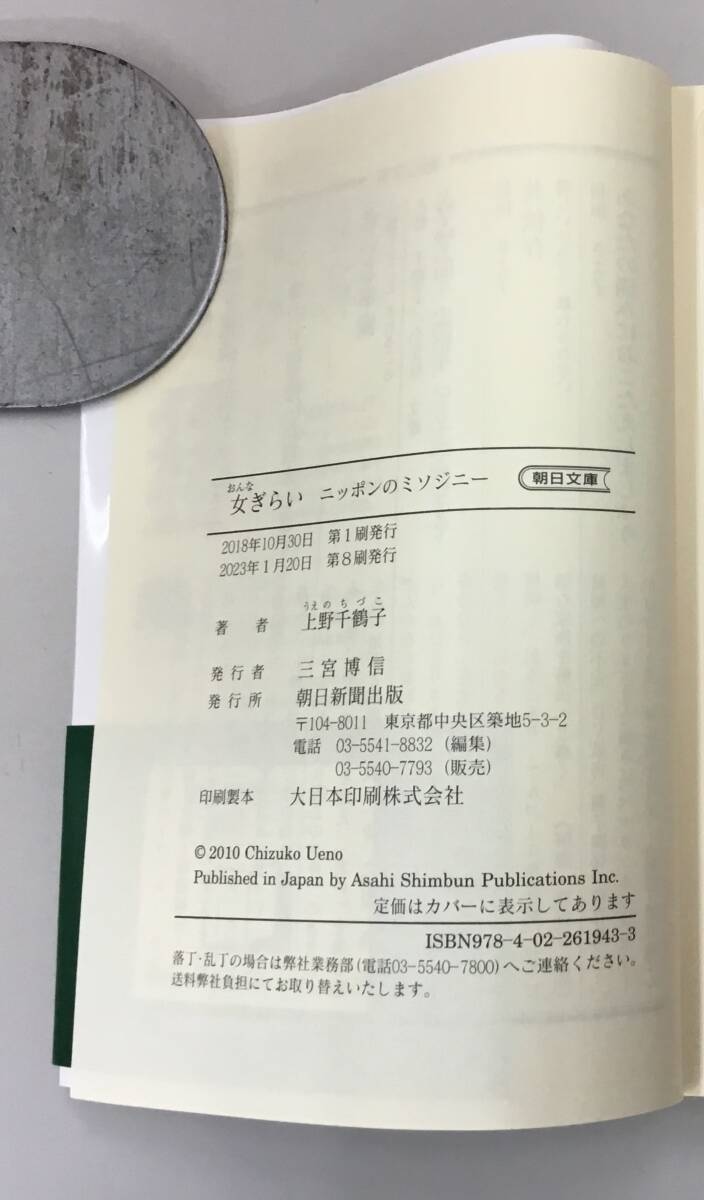 おんな
女ぎらい ニッポンのミソジニー 朝日文庫
2018年10月30日 第1刷発行
2023年1月20日 第8刷発行
うえのちづこ
著者 上野千鶴子
発行者 三宮博信
発行所 朝日新聞出版
〒104-8011 東京都中央区築地5-3-2
電話 03-5541-8832(編集)
03-5540-7793(販売)
印刷製本 大日本印刷株式会社
© 2010 Chizuko Ueno
Published in Japan by Asahi Shimbun Publications Inc.
定価はカバーに表示してあります
ISBN978-4-02-261943-3
落丁・乱丁の場合は弊社業務部(電話03-5540-7800)へご連絡ください。
送料弊社負担にてお取り替えいたします。